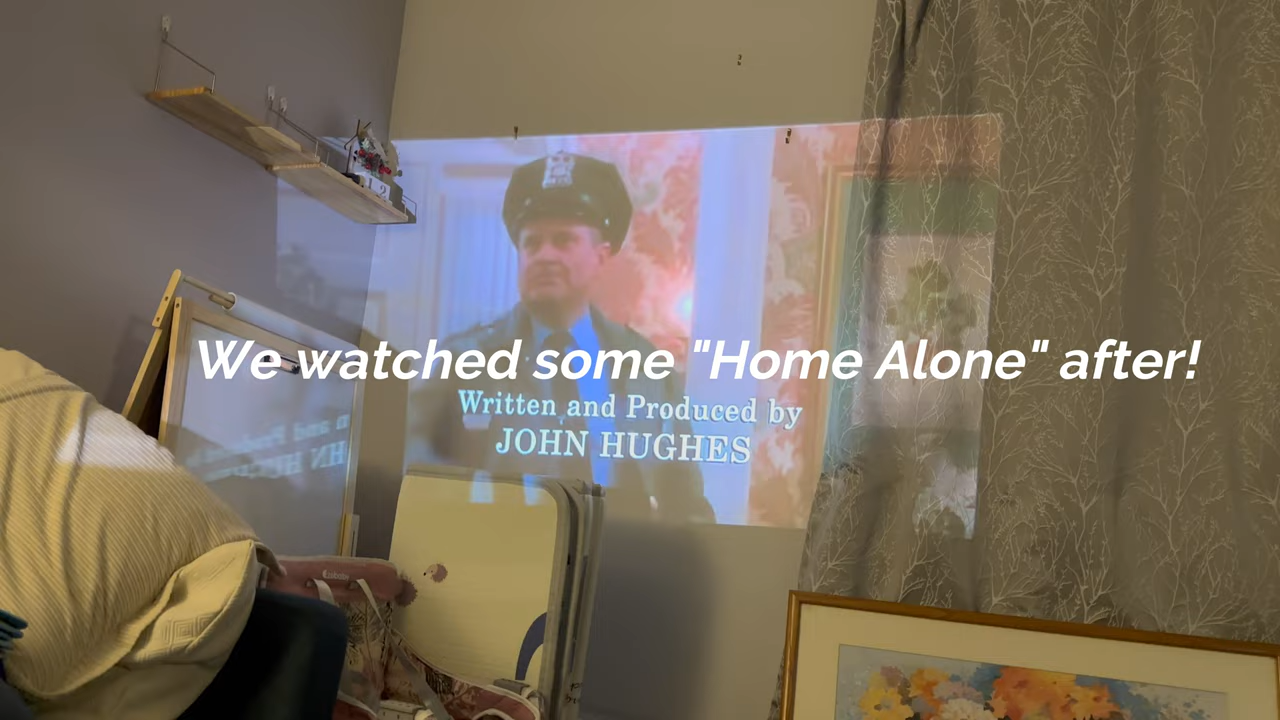 We watched some "Home Alone" after!
Written and Produced by
JOHN HUGHES